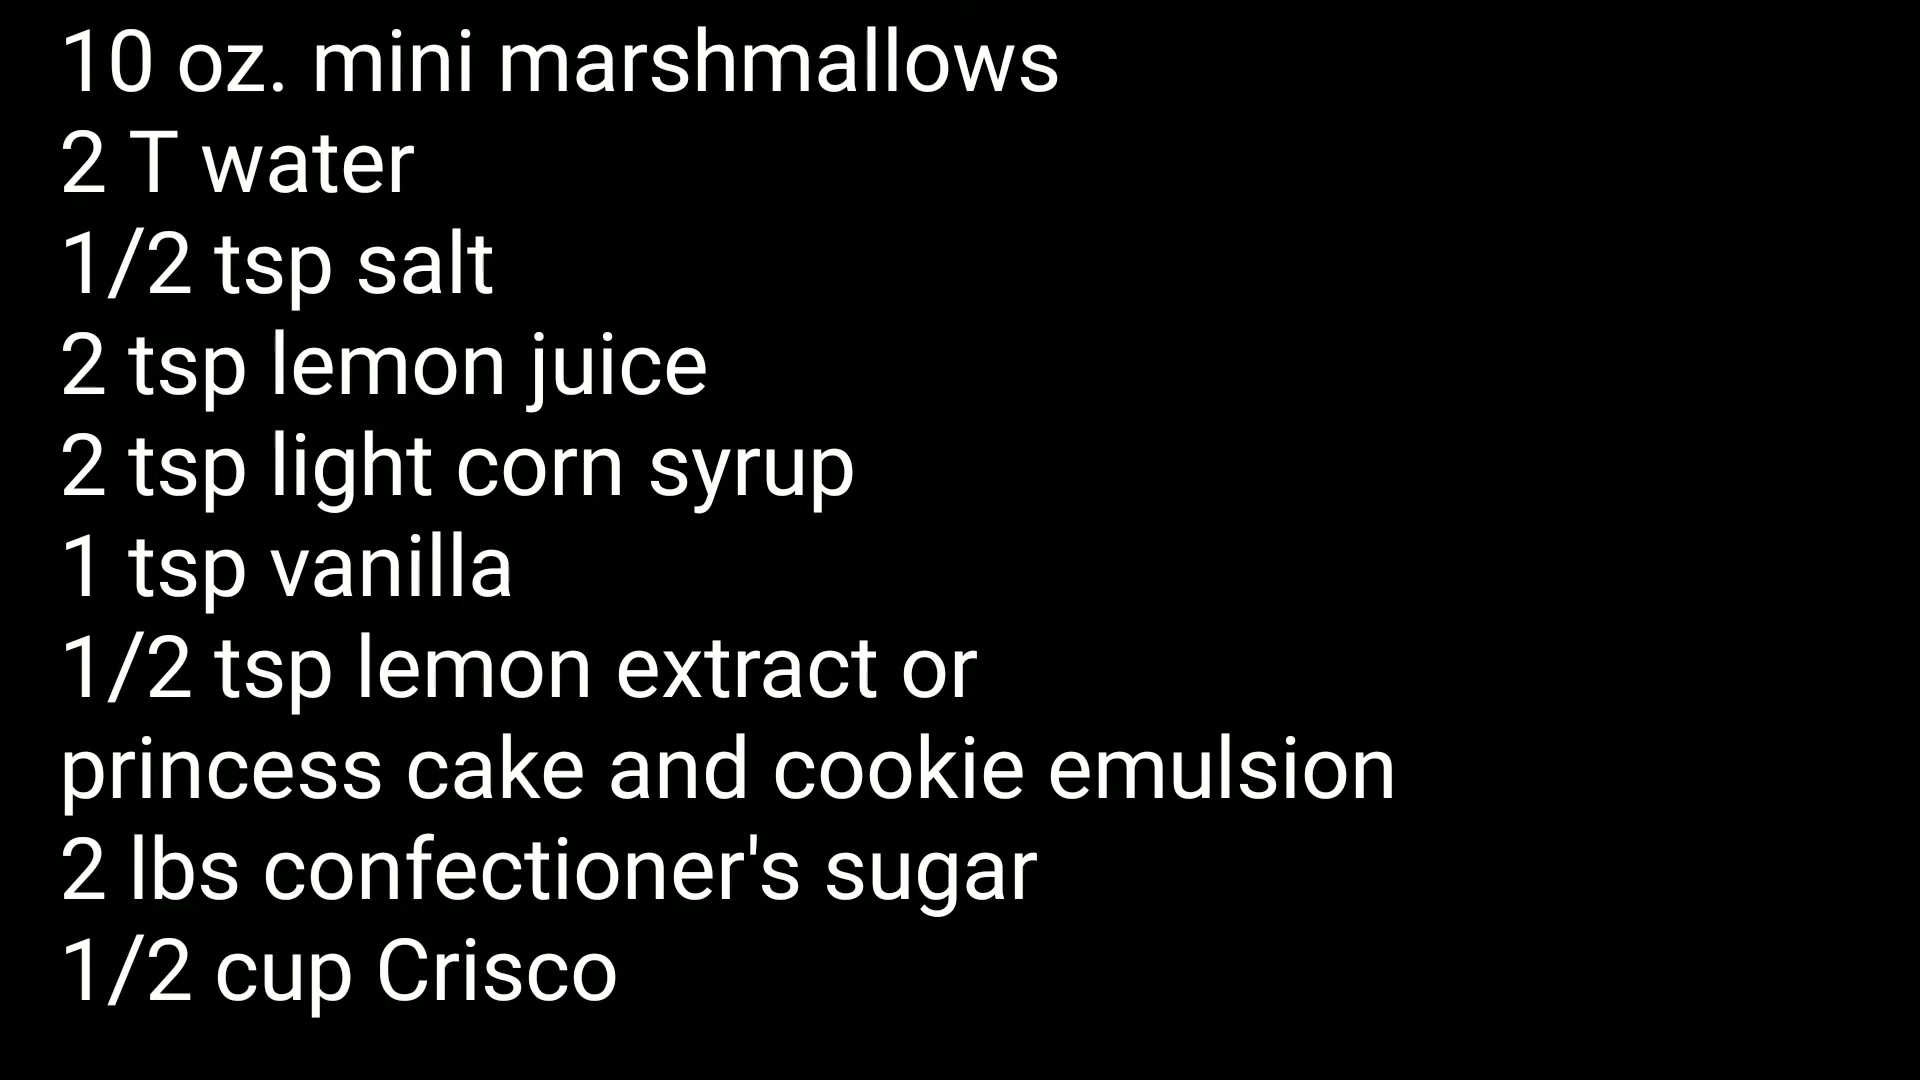 10 oz. mini marshmallows
2 T water
1/2 tsp salt
2 tsp lemon juice
2 tsp light corn syrup
1 tsp vanilla
1/2 tsp lemon extract or
princess cake and cookie emulsion
2 lbs confectioner's sugar
1/2 cup Crisco